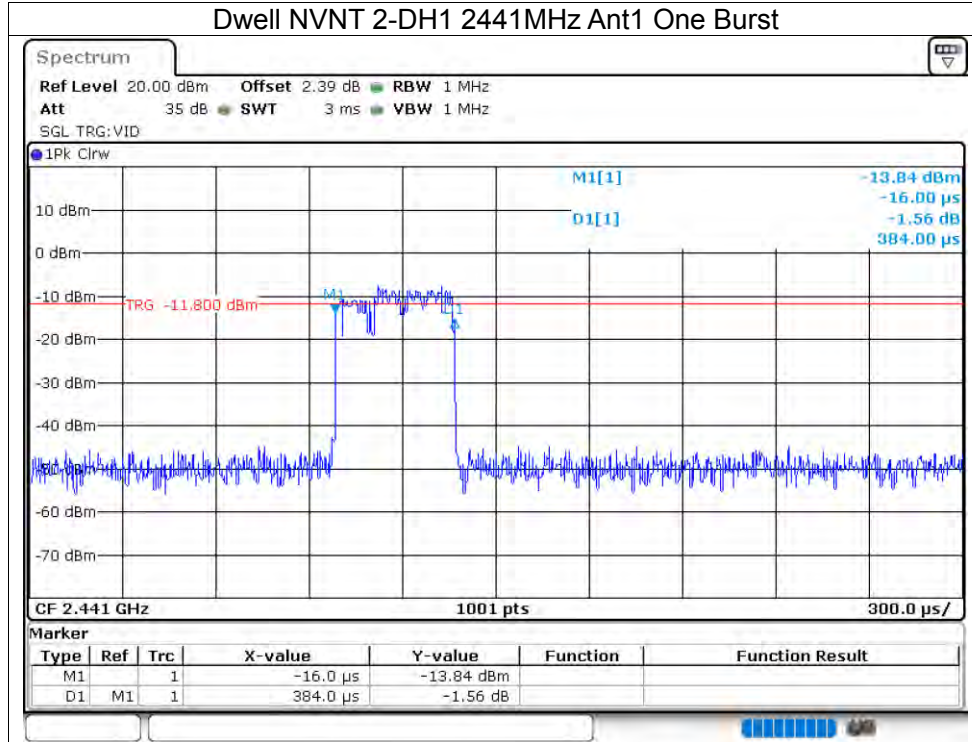 Dwell NVNT 2-DH1 2441MHz Ant1 One Burst
Spectrum
Ref Level 20.00 dBm Offset 2.39 dB RBW 1 MHz
Att 35 dB SWT 3 ms VBW 1 MHz
SGL TRG:VID
1Pk Clrw
M1[1] -13.84 dBm
-16.00 µs
D1[1] -1.56 dB
384.00 µs
10 dBm
0 dBm
-10 dBm
M1
TRG -11.800 dBm
D1
-20 dBm
-30 dBm
-40 dBm
-50 dBm
-60 dBm
-70 dBm
CF 2.441 GHz 1001 pts 300.0 µs/
Marker
Type Ref Trc X-value Y-value Function Function Result
M1 1 -16.0 µs -13.84 dBm
D1 M1 1 384.0 µs -1.56 dB